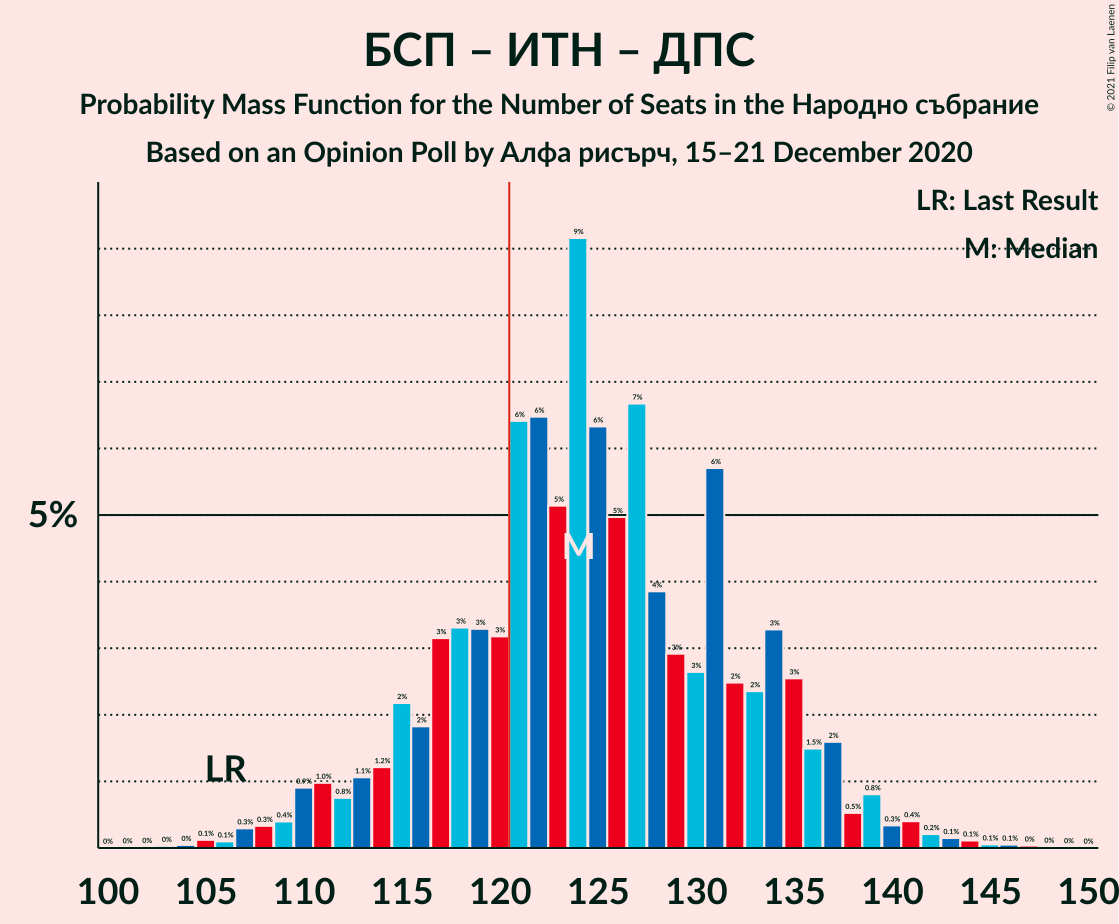 БСП – ИТН – ДПС
Probability Mass Function for the Number of Seats in the Народно събрание
Based on an Opinion Poll by Алфа рисърч, 15–21 December 2020
© 2021 Filip van Laenen
LR: Last Result
M: Median
5%
LR
M
0% 0% 0% 0% 0% 0.1% 0.1% 0.3% 0.3% 0.4% 0.9% 1.0% 0.8% 1.1% 1.2% 2% 2% 3% 3% 3% 3% 6% 6% 5% 9% 6% 5% 7% 4% 3% 3% 6% 2% 2% 3% 3% 1.5% 2% 0.5% 0.8% 0.3% 0.4% 0.2% 0.1% 0.1% 0.1% 0.1% 0% 0% 0% 0%
100 105 110 115 120 125 130 135 140 145 150